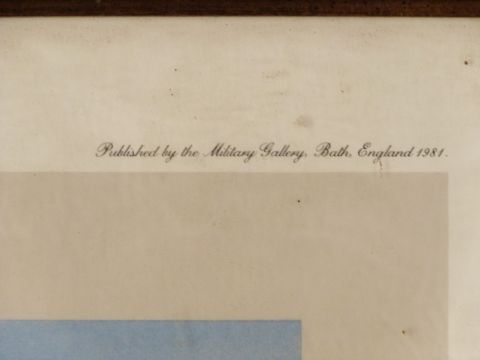 Published by the Military Gallery, Bath, England 1981.